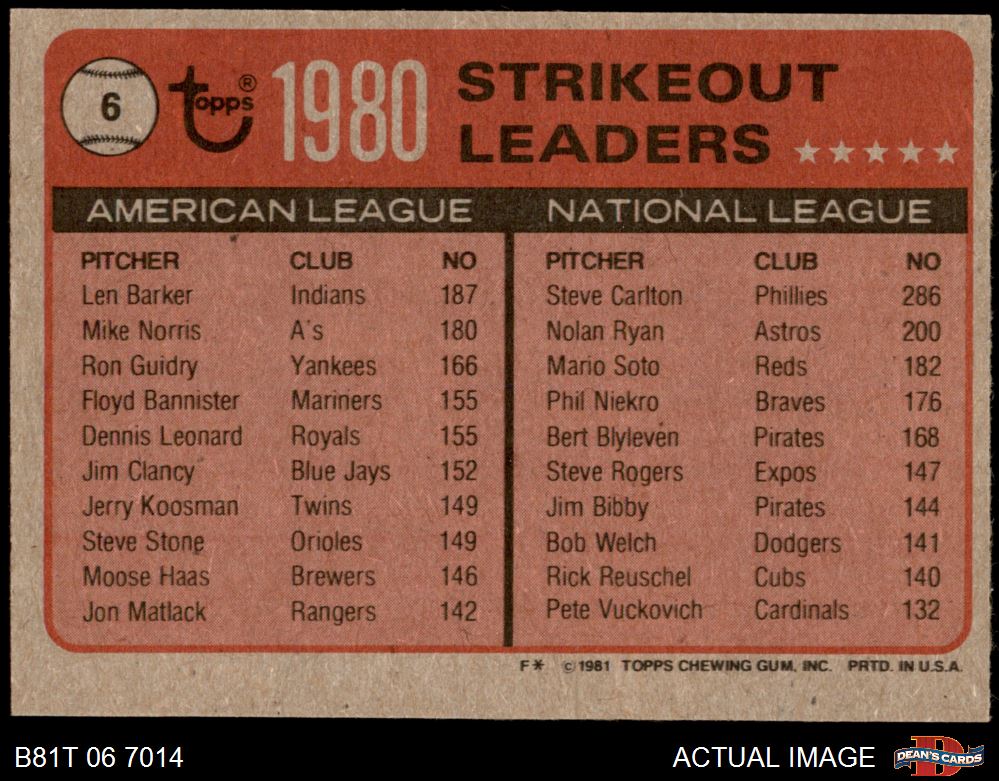 6
Topps ® 1980 STRIKEOUT LEADERS
AMERICAN LEAGUE
PITCHER CLUB NO
Len Barker Indians 187
Mike Norris A's 180
Ron Guidry Yankees 166
Floyd Bannister Mariners 155
Dennis Leonard Royals 155
Jim Clancy Blue Jays 152
Jerry Koosman Twins 149
Steve Stone Orioles 149
Moose Haas Brewers 146
Jon Matlack Rangers 142
NATIONAL LEAGUE
PITCHER CLUB NO
Steve Carlton Phillies 286
Nolan Ryan Astros 200
Mario Soto Reds 182
Phil Niekro Braves 176
Bert Blyleven Pirates 168
Steve Rogers Expos 147
Jim Bibby Pirates 144
Bob Welch Dodgers 141
Rick Reuschel Cubs 140
Pete Vuckovich Cardinals 132
F* © 1981 TOPPS CHEWING GUM, INC. PRTD. IN U.S.A.
B81T 06 7014
ACTUAL IMAGE
D
DEAN'S CARDS